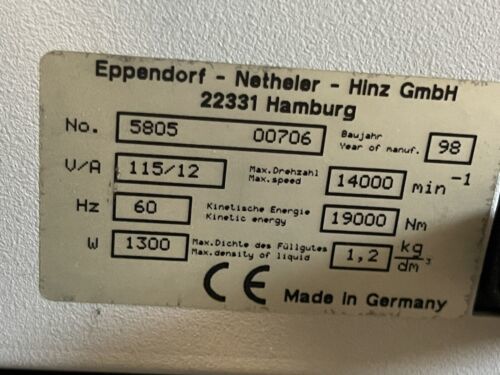 Eppendorf - Netheler - Hinz GmbH
22331 Hamburg
No. 5805 00706 Baujahr Year of manuf. 98
V/A 115/12 Max.Drehzahl Max.speed 14000 min⁻¹
Hz 60 Kinetische Energie Kinetic energy 19000 Nm
W 1300 Max.Dichte des Füllgutes Max.density of liquid 1,2 kg/dm³
CE Made in Germany